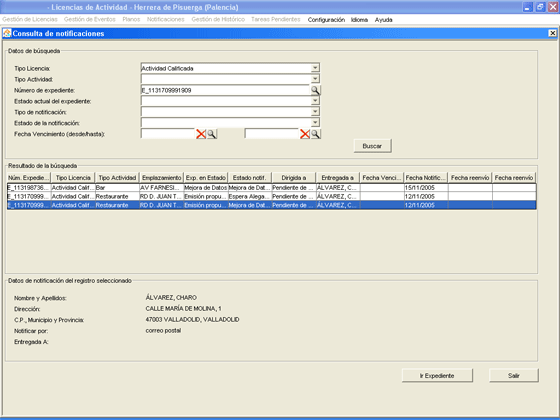 - Licencias de Actividad - Herrera de Pisuerga (Palencia)
Gestión de Licencias Gestión de Eventos Planos Notificaciones Gestión de Histórico Tareas Pendientes Configuración Idioma Ayuda
Consulta de notificaciones
Datos de búsqueda
Tipo Licencia: Actividad Calificada
Tipo Actividad:
Número de expediente: E_1131709991909
Estado actual del expediente:
Tipo de notificación:
Estado de la notificación:
Fecha Vencimiento (desde/hasta):
Buscar
Resultado de la búsqueda
Núm. Expedie... Tipo Licencia Tipo Actividad Emplazamiento Exp. en Estado Estado notif... Dirigida a Entregada a Fecha Venci... Fecha Notific... Fecha reenvío Fecha reenvío
E_113198736... Actividad Calif... Bar AV FARNESI... Mejora de Datos Mejora de Dat... Pendiente de ... ÁLVAREZ, C... 15/11/2005
E_113170999... Actividad Calif... Restaurante RD D. JUAN T... Emisión propu... Espera Alega... Pendiente de ... ÁLVAREZ, C... 12/11/2005
E_113170999... Actividad Calif... Restaurante RD D. JUAN T... Emisión propu... Mejora de Dat... Pendiente de ... ÁLVAREZ, C... 12/11/2005
Datos de notificación del registro seleccionado
Nombre y Apellidos: ÁLVAREZ, CHARO
Dirección: CALLE MARÍA DE MOLINA, 1
C.P., Municipio y Provincia: 47003 VALLADOLID, VALLADOLID
Notificar por: correo postal
Entregada A:
Ir Expediente Salir